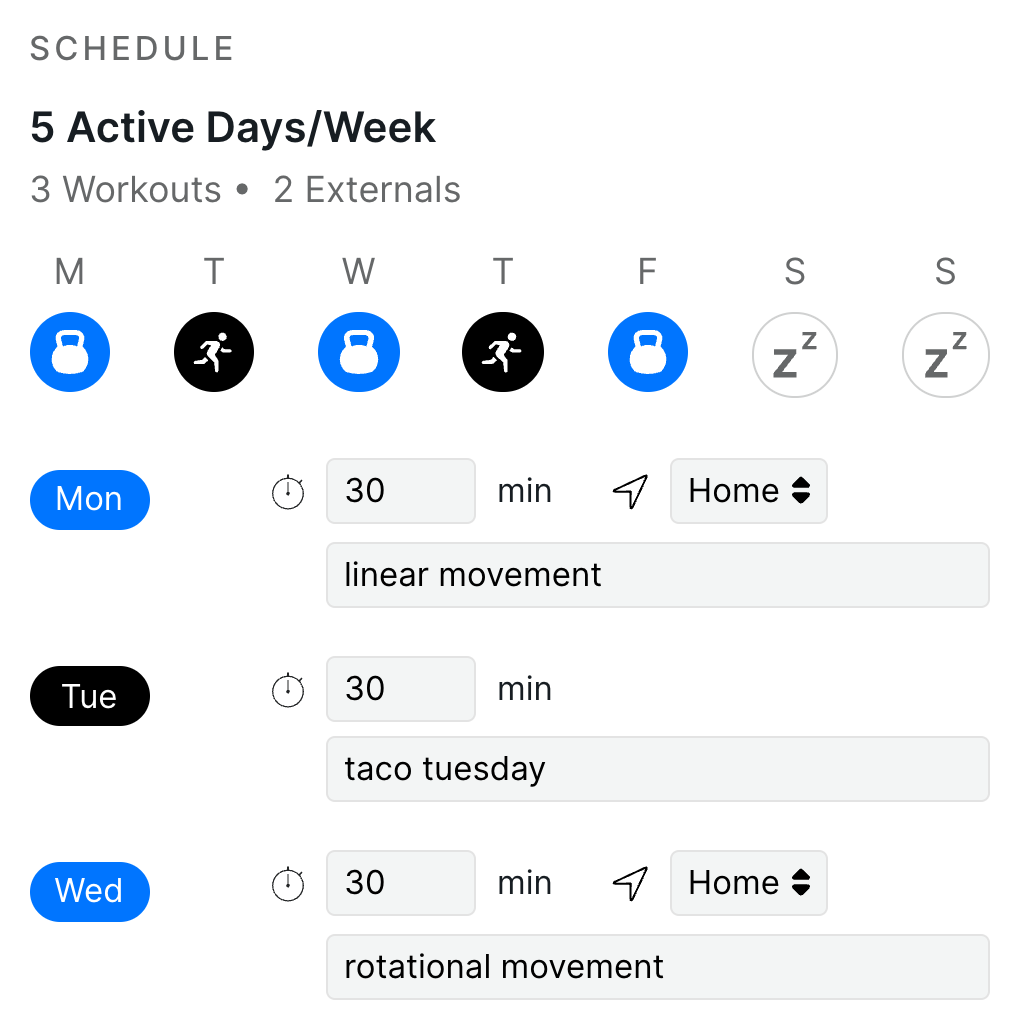 SCHEDULE
5 Active Days/Week
3 Workouts • 2 Externals
M T W T F S S
zz zz
Mon 30 min Home
linear movement
Tue 30 min
taco tuesday
Wed 30 min Home
rotational movement